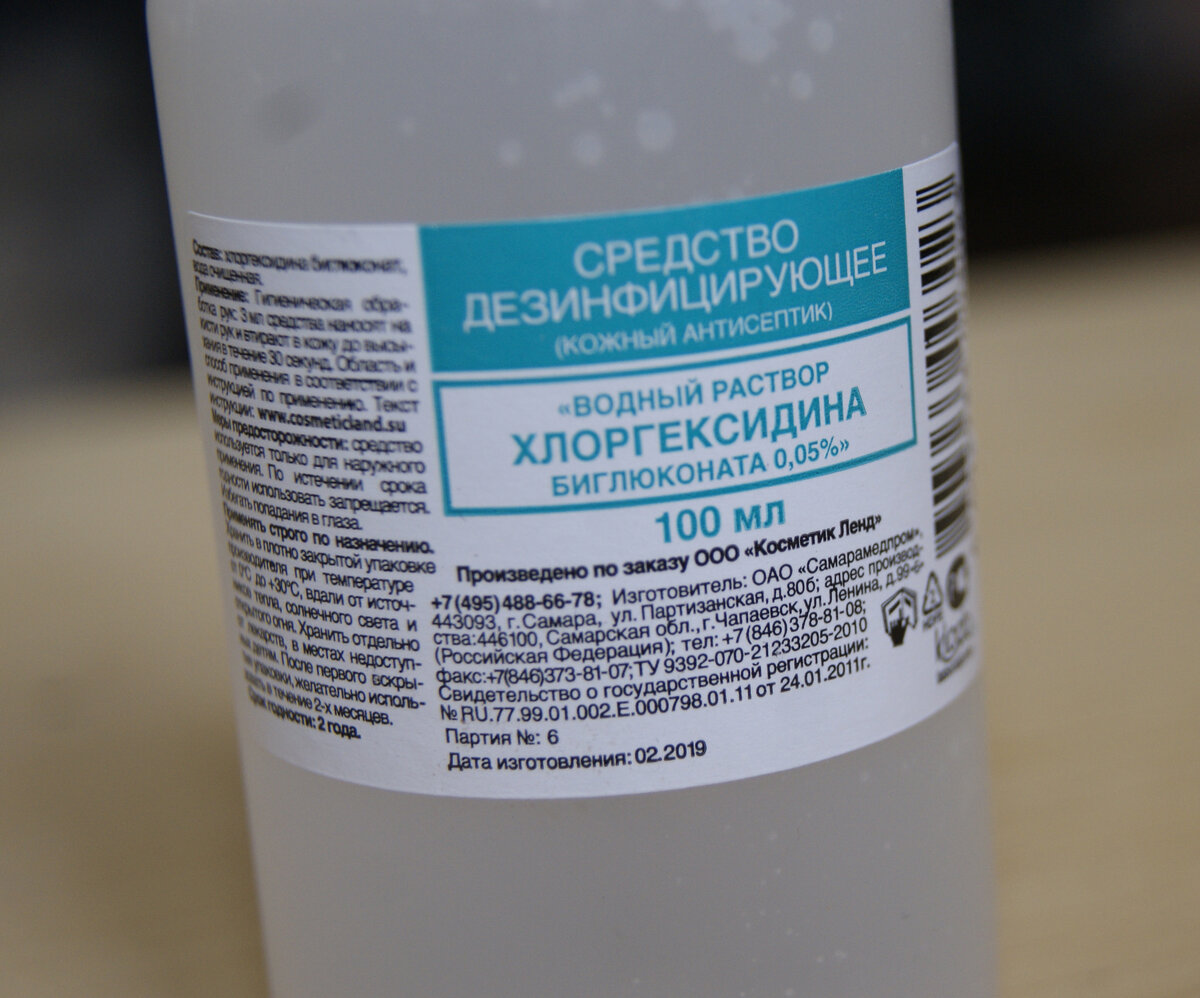 Состав: хлоргексидина биглюконат,
вода очищенная.
Применение: Гигиеническая обра-
ботка рук: 3 мл средства наносят на
кисти рук и втирают в кожу до высы-
хания в течение 30 секунд. Область и
способ применения в соответствии с
инструкцией по применению. Текст
инструкции: www.cosmeticland.su
Меры предосторожности: средство
используется только для наружного
применения. По истечении срока
годности использовать запрещается.
Избегать попадания в глаза.
Применять строго по назначению.
Хранить в плотно закрытой упаковке
производителя при температуре
от 0°С до +30°С, вдали от источ-
ников тепла, солнечного света и
открытого огня. Хранить отдельно
от лекарств, в местах недоступ-
ных детям. После первого вскры-
тия упаковки, желательно исполь-
зовать в течение 2-х месяцев.
Срок годности: 2 года.
СРЕДСТВО
ДЕЗИНФИЦИРУЮЩЕЕ
(КОЖНЫЙ АНТИСЕПТИК)
«ВОДНЫЙ РАСТВОР
ХЛОРГЕКСИДИНА
БИГЛЮКОНАТА 0,05%»
100 мл
Произведено по заказу ООО «Косметик Ленд»
+7(495)488-66-78; Изготовитель: ОАО «Самарамедпром»,
443093, г.Самара, ул.Партизанская, д.80б; адрес производ-
ства:446100, Самарская обл.,г.Чапаевск,ул.Ленина, д.99-б
(Российская Федерация); тел: +7(846)378-81-08;
факс:+7(846)373-81-07;ТУ 9392-070-21233205-2010
Свидетельство о государственной регистрации:
№RU.77.99.01.002.Е.000798.01.11 от 24.01.2011г.
Партия №: 6
Дата изготовления: 02.2019
2
HDPE